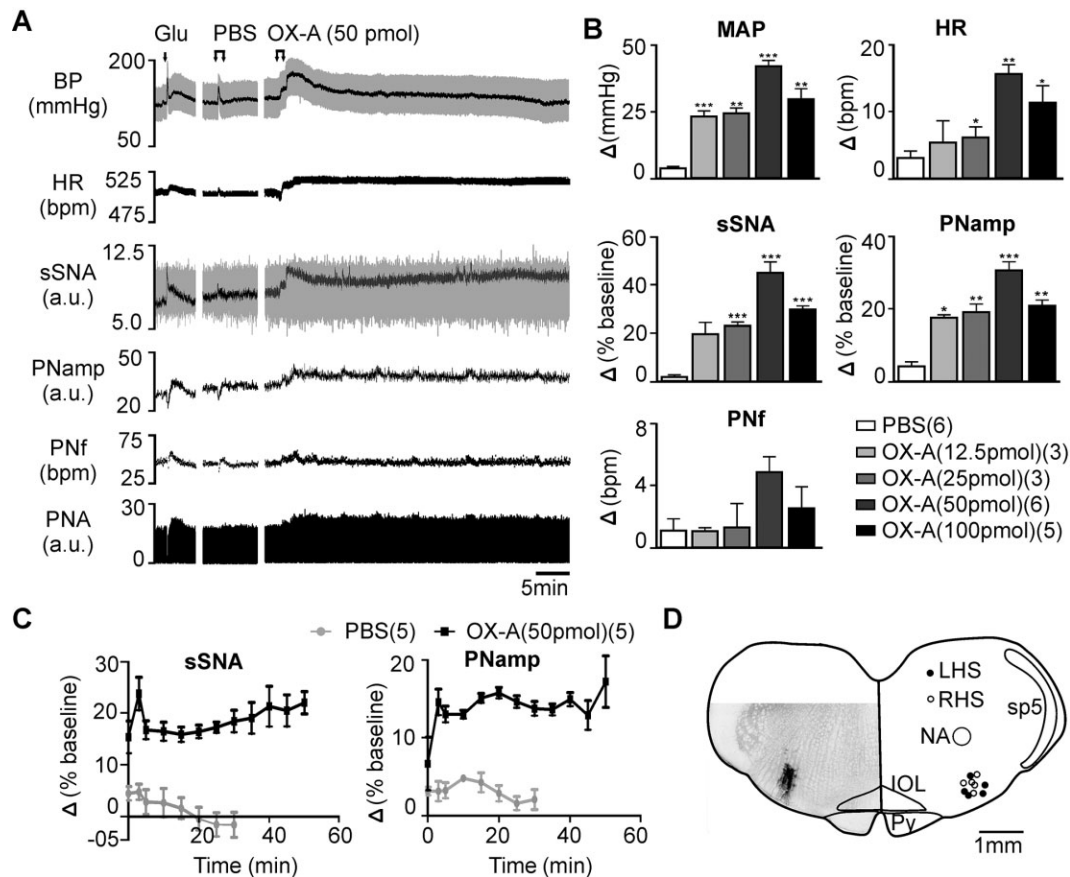 A
Glu PBS OX-A (50 pmol)
BP
(mmHg)
200
50
HR
(bpm)
525
475
sSNA
(a.u.)
12.5
5.0
PNamp
(a.u.)
50
20
PNf
(bpm)
75
25
PNA
(a.u.)
30
0
5min
B
MAP
Δ (mmHg)
50
25
0
*** ** *** **
HR
Δ (bpm)
20
10
0
* ** *
sSNA
Δ (% baseline)
60
40
20
0
*** *** ***
PNamp
Δ (% baseline)
40
20
0
* ** *** **
PNf
Δ (bpm)
8
4
0
PBS(6)
OX-A(12.5pmol)(3)
OX-A(25pmol)(3)
OX-A(50pmol)(6)
OX-A(100pmol)(5)
C
PBS(5) OX-A(50pmol)(5)
sSNA
Δ (% baseline)
30
20
10
0
-05
20 40 60
Time (min)
PNamp
Δ (% baseline)
20
10
0
0 20 40 60
Time (min)
D
LHS
RHS
NA
sp5
IOL
Py
1mm